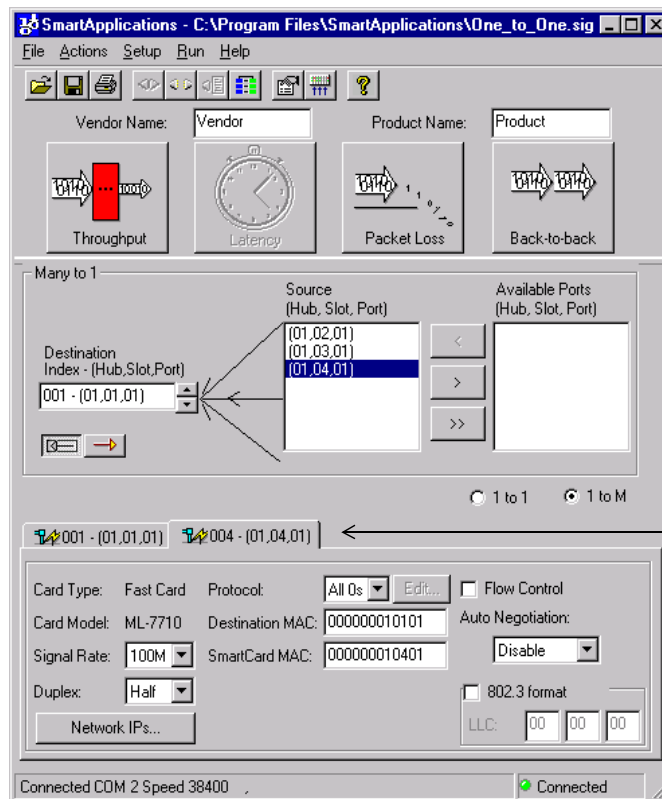 SmartApplications - C:\Program Files\SmartApplications\One_to_One.sig
File Actions Setup Run Help
Vendor Name: Vendor Product Name: Product
Throughput Latency Packet Loss Back-to-back
Many to 1
Source Available Ports
(Hub, Slot, Port) (Hub, Slot, Port)
(01,02,01)
(01,03,01)
(01,04,01)
Destination
Index - (Hub,Slot,Port)
001 - (01,01,01)
<
>
>>
1 to 1 1 to M
001 - (01,01,01) 004 - (01,04,01)
Card Type: Fast Card Protocol: All 0s Edit... Flow Control
Card Model: ML-7710 Destination MAC: 000000010101 Auto Negotiation:
Signal Rate: 100M SmartCard MAC: 000000010401 Disable
Duplex: Half 802.3 format
Network IPs... LLC: 00 00 00
Connected COM 2 Speed 38400 , Connected